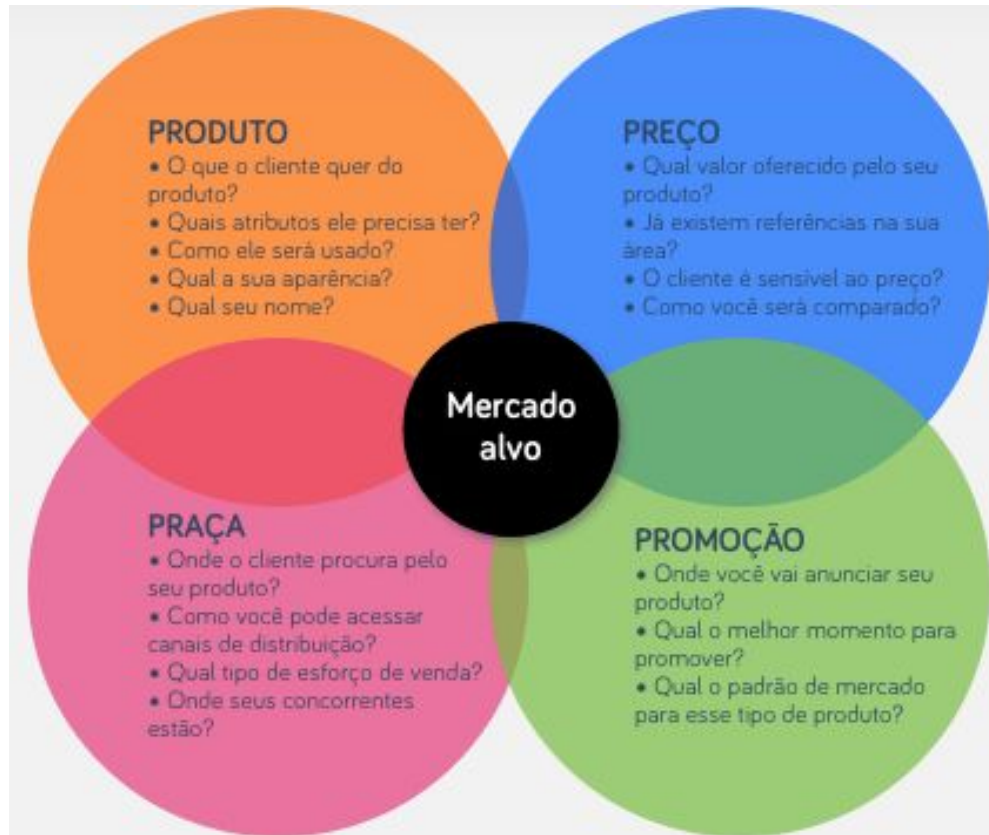 PRODUTO
• O que o cliente quer do
produto?
• Quais atributos ele precisa ter?
• Como ele será usado?
• Qual a sua aparência?
• Qual seu nome?
PREÇO
• Qual valor oferecido pelo seu
produto?
• Já existem referências na sua
área?
• O cliente é sensível ao preço?
• Como você será comparado?
Mercado
alvo
PRAÇA
• Onde o cliente procura pelo
seu produto?
• Como você pode acessar
canais de distribuição?
• Qual tipo de esforço de venda?
• Onde seus concorrentes
estão?
PROMOÇÃO
• Onde você vai anunciar seu
produto?
• Qual o melhor momento para
promover?
• Qual o padrão de mercado
para esse tipo de produto?